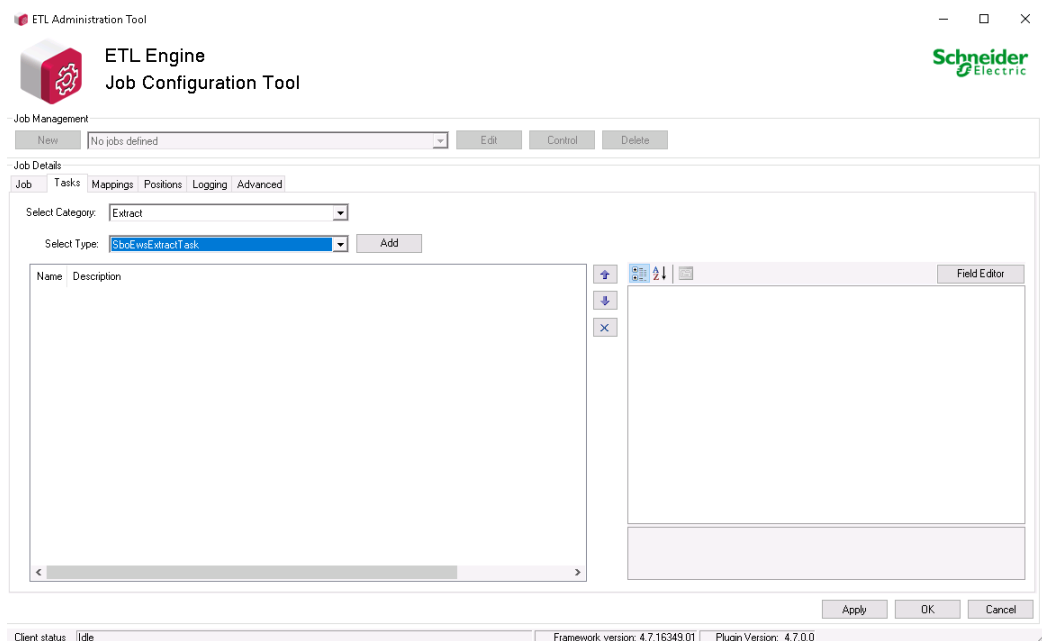 ETL Administration Tool
ETL Engine
Job Configuration Tool
Schneider
Electric
Job Management
New No jobs defined Edit Control Delete
Job Details
Job Tasks Mappings Positions Logging Advanced
Select Category: Extract
Select Type: SboEwsExtractTask Add
Name Description
Field Editor
Apply OK Cancel
Client status Idle Framework version: 4.7.16349.01 Plugin Version: 4.7.0.0